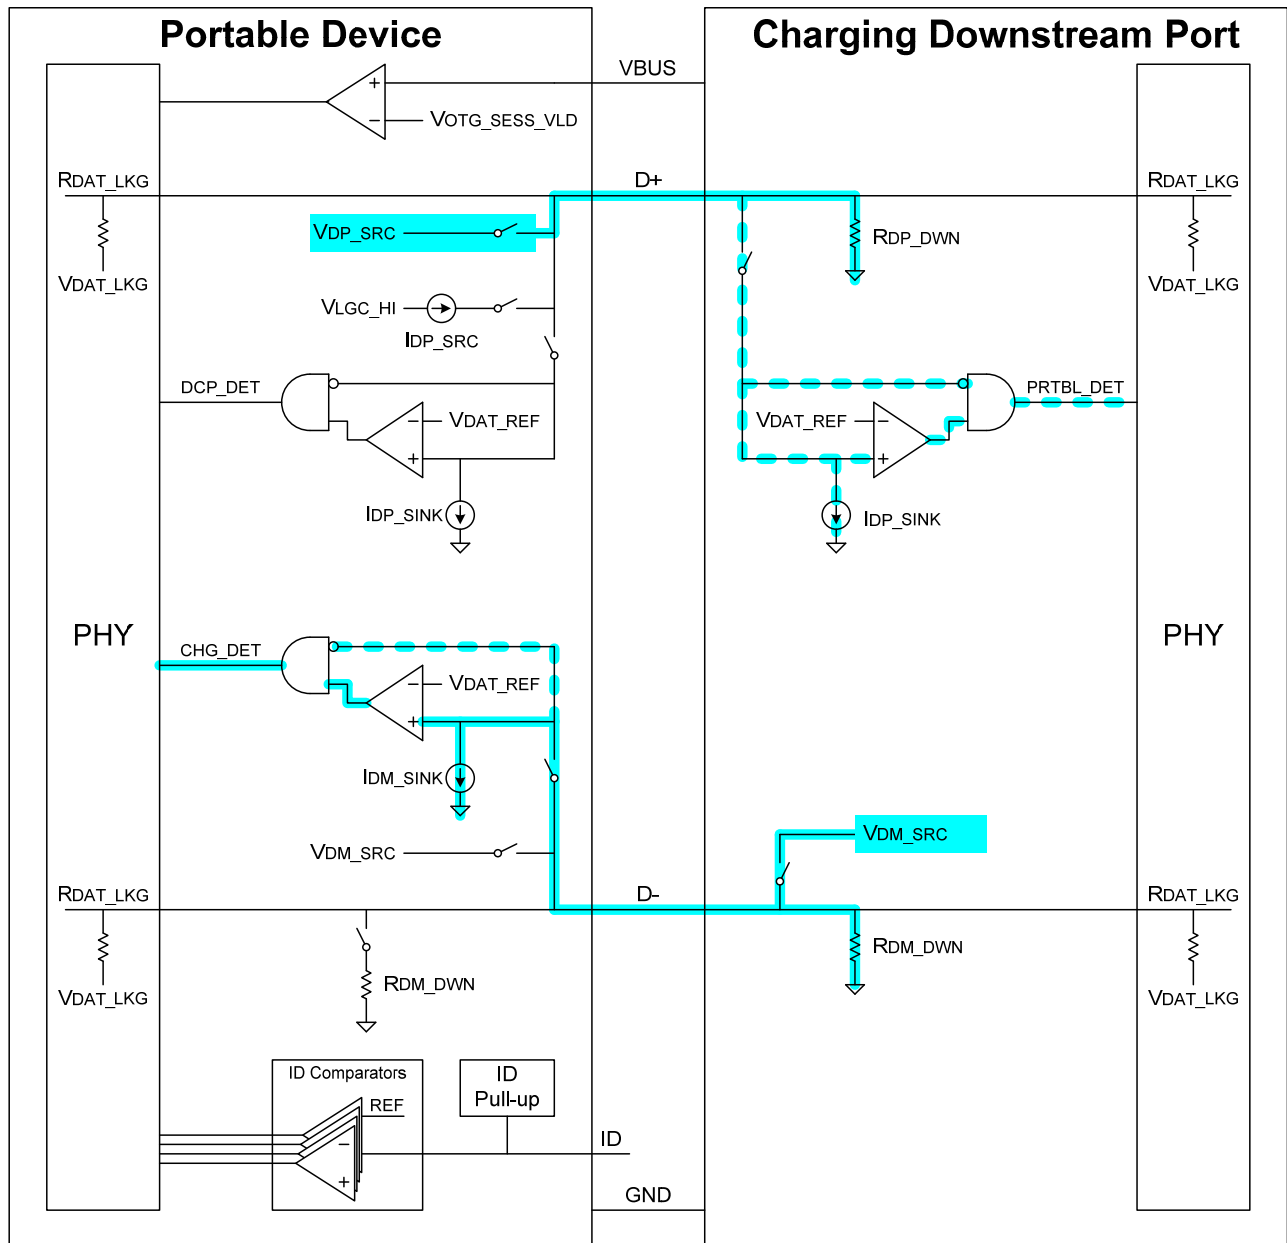 Portable Device
Charging Downstream Port
VBUS
+
−
VOTG_SESS_VLD
RDAT_LKG
D+
RDAT_LKG
VDP_SRC
RDP_DWN
VDAT_LKG
VDAT_LKG
VLGC_HI
IDP_SRC
DCP_DET
PRTBL_DET
−
VDAT_REF
VDAT_REF
−
+
+
IDP_SINK
IDP_SINK
PHY
PHY
CHG_DET
−
VDAT_REF
+
IDM_SINK
VDM_SRC
VDM_SRC
RDAT_LKG
D-
RDAT_LKG
RDM_DWN
RDM_DWN
VDAT_LKG
VDAT_LKG
ID Comparators
ID
Pull-up
REF
−
ID
+
GND